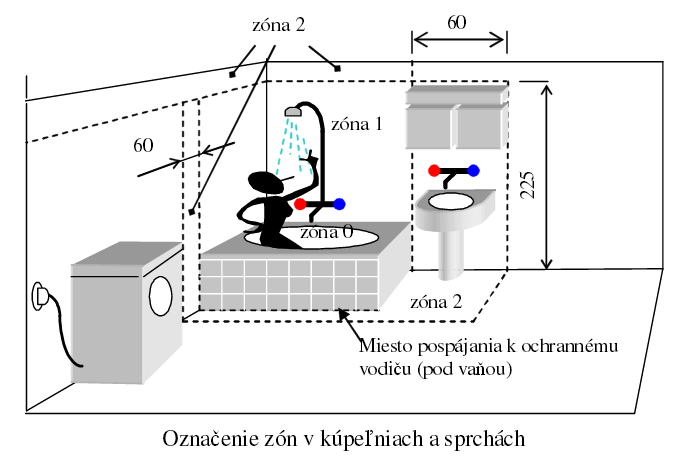 zóna 2
60
zóna 1
60
225
zóna 0
zóna 2
Miesto pospájania k ochrannému
vodiču (pod vaňou)
Označenie zón v kúpeľniach a sprchách